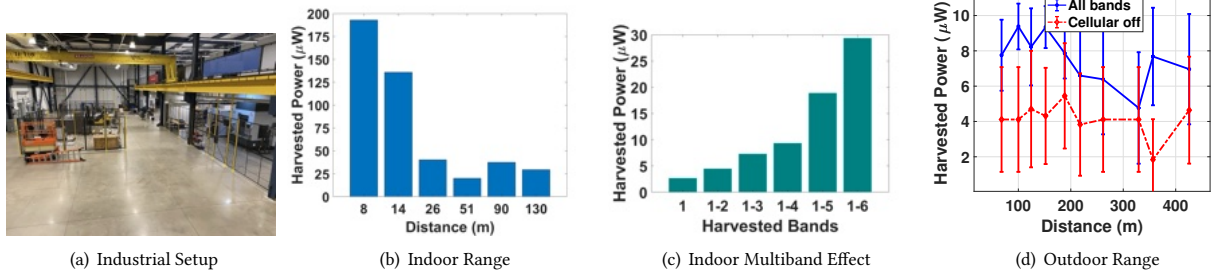 (a) Industrial Setup
Harvested Power (μW)
200
175
150
125
100
75
50
25
0
8 14 26 51 90 130
Distance (m)
(b) Indoor Range
Harvested Power (μW)
30
25
20
15
10
5
0
1 1-2 1-3 1-4 1-5 1-6
Harvested Bands
(c) Indoor Multiband Effect
Harvested Power (μW)
All bands
Cellular off
10
8
6
4
2
100 200 300 400
Distance (m)
(d) Outdoor Range